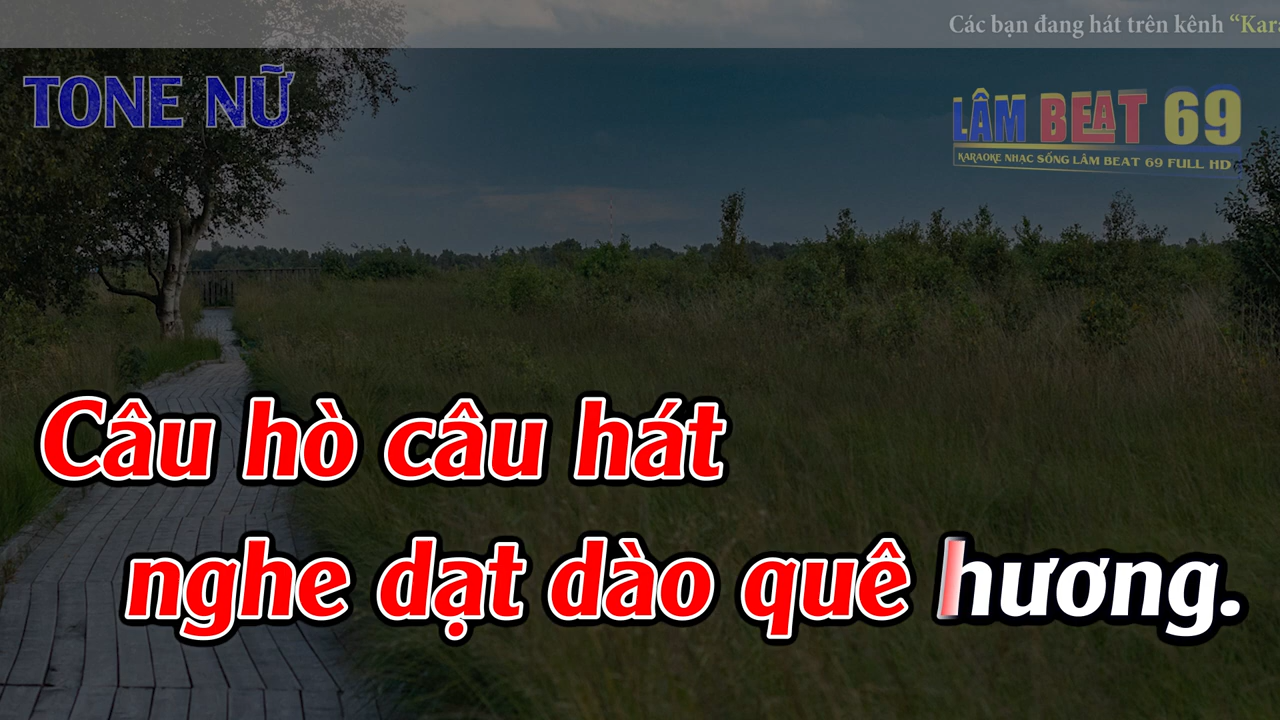 Các bạn đang hát trên kênh “Kara
TONE NỮ
LÂM BEAT 69
KARAOKE NHẠC SỐNG LÂM BEAT 69 FULL HD
Câu hò câu hát
nghe dạt dào quê hương.